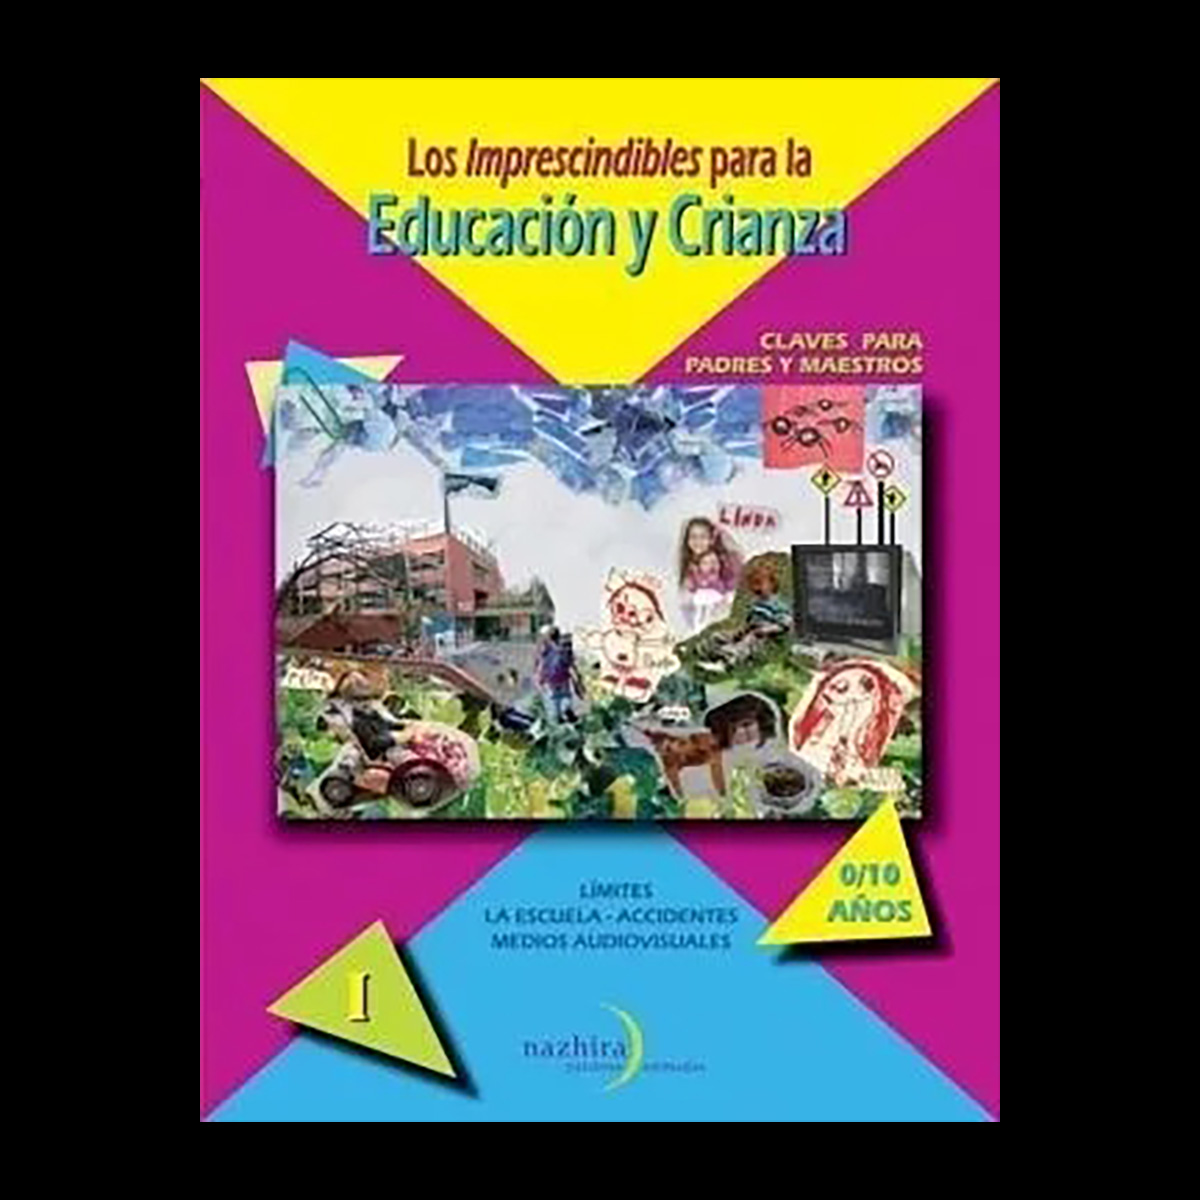 Los Imprescindibles para la
Educación y Crianza
CLAVES PARA
PADRES Y MAESTROS
LINDA
0/10
AÑOS
LÍMITES
LA ESCUELA - ACCIDENTES
MEDIOS AUDIOVISUALES
I
nazhira